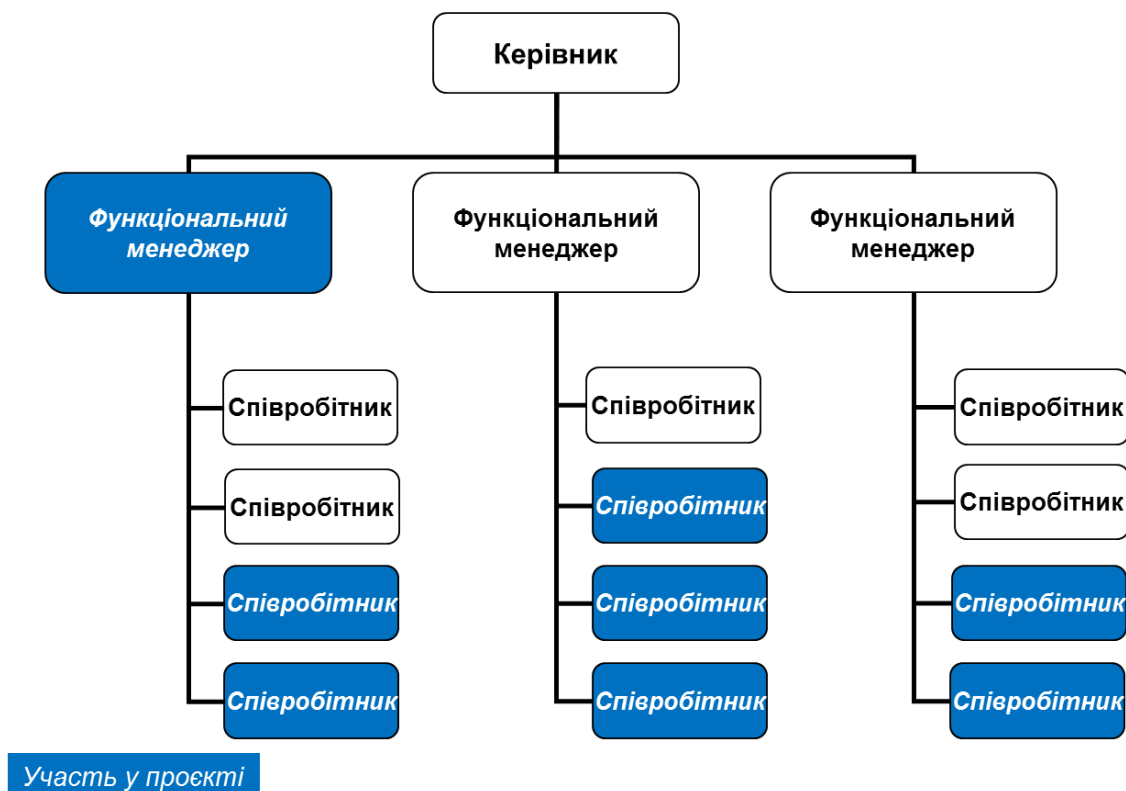 Керівник
Функціональний
менеджер
Функціональний
менеджер
Функціональний
менеджер
Співробітник
Співробітник
Співробітник
Співробітник
Співробітник
Співробітник
Співробітник
Співробітник
Співробітник
Співробітник
Співробітник
Співробітник
Участь у проєкті